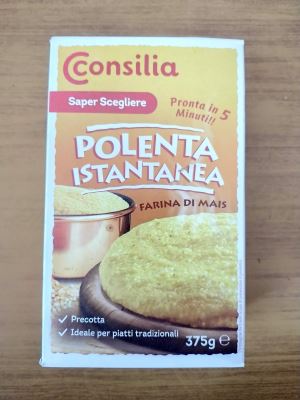 Consilia
Saper Scegliere
Pronta in 5
Minuti!!
POLENTA
ISTANTANEA
FARINA DI MAIS
Precotta
Ideale per piatti tradizionali
375g e